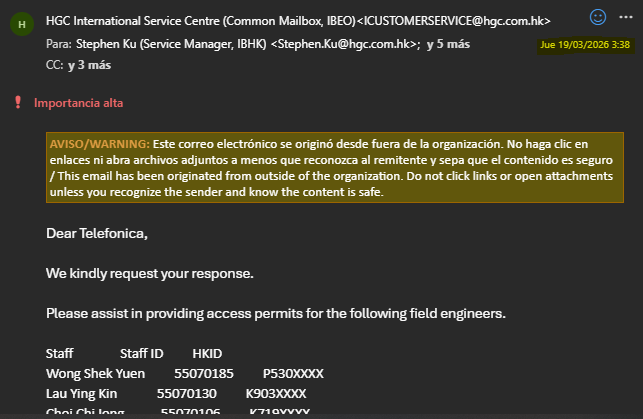 HGC International Service Centre (Common Mailbox, IBEO)<ICUSTOMERSERVICE@hgc.com.hk>
H
Para: Stephen Ku (Service Manager, IBHK) <Stephen.Ku@hgc.com.hk>; y 5 más
Jue 19/03/2026 3:38
CC: y 3 más
Importancia alta
AVISO/WARNING: Este correo electrónico se originó desde fuera de la organización. No haga clic en
enlaces ni abra archivos adjuntos a menos que reconozca al remitente y sepa que el contenido es seguro
/ This email has been originated from outside of the organization. Do not click links or open attachments
unless you recognize the sender and know the content is safe.
Dear Telefonica,
We kindly request your response.
Please assist in providing access permits for the following field engineers.
Staff Staff ID HKID
Wong Shek Yuen 55070185 P530XXXX
Lau Ying Kin 55070130 K903XXXX
Choi Chi Iong 55070106 K719XXXX